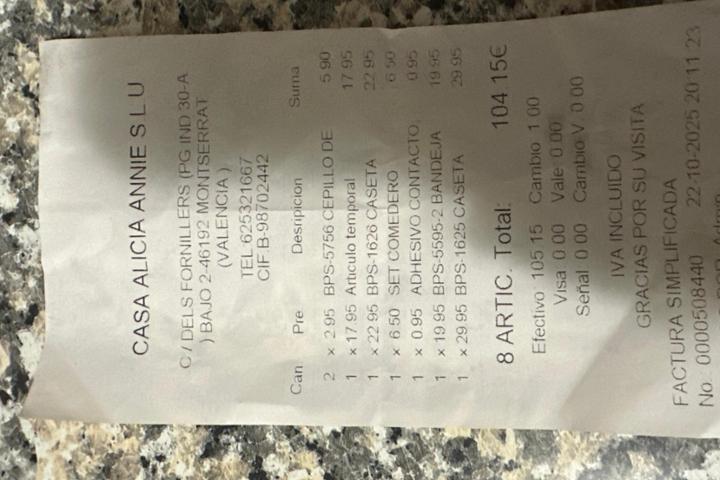 CASA ALICIA ANNIE S L U
C / DELS FORNILLERS (PG IND 30-A
) BAJO 2-46192 MONTSERRAT
(VALENCIA )
TEL 625321667
CIF B-98702442
Can Pre Desripicion Suma
2 x 2.95 BPS-5756 CEPILLO DE 5 90
1 x 17 95 Articulo temporal 17 95
1 x 22 95 BPS-1626 CASETA 22 95
1 x 6 50 SET COMEDERO 6 50
1 x 0.95 ADHESIVO CONTACTO, 0.95
1 x 19 95 BPS-5595-2 BANDEJA 19 95
1 x 29 95 BPS-1625 CASETA 29 95
8 ARTIC. Total: 104 15€
Efectivo 105 15 Cambio 1 00
Visa 0 00 Vale 0.00
Señal 0 00 Cambio V 0 00
IVA INCLUIDO
GRACIAS POR SU VISITA
FACTURA SIMPLIFICADA
No.: 0000508440 22-10-2025 20 11 23